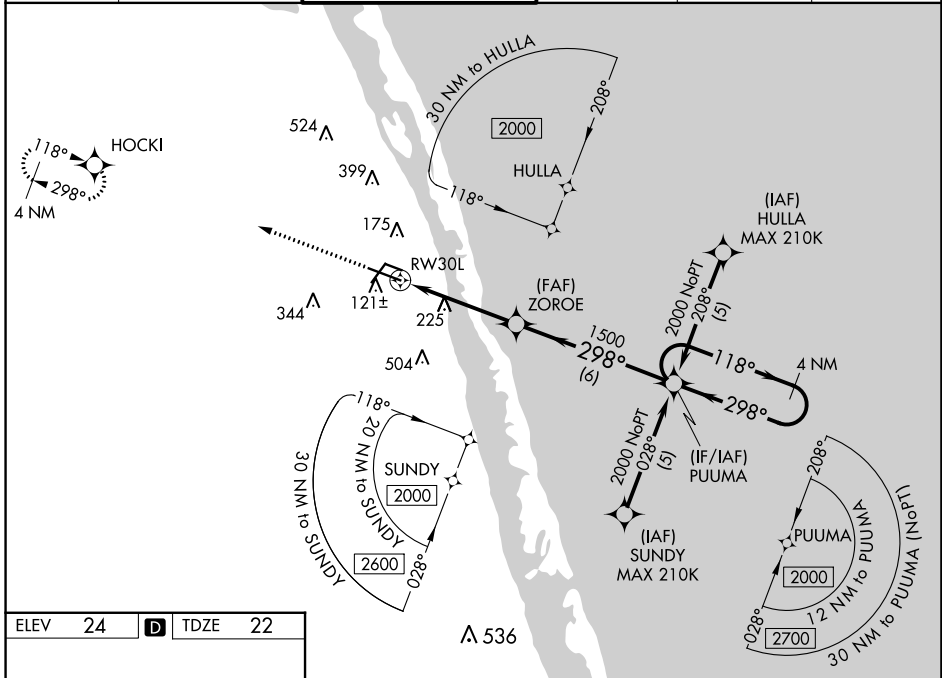 30 NM to HULLA
208°
2000
HULLA
118°
524
HOCKI
118°
298°
4 NM
399
175
RW30L
344
121±
225
504
(FAF)
ZOROE
1500
298°
(6)
(IAF)
HULLA
MAX 210K
2000 NoPT
208°
(5)
118°
4 NM
298°
(IF/IAF)
PUUMA
2000 NoPT
028°
(5)
(IAF)
SUNDY
MAX 210K
118°
20 NM to SUNDY
30 NM to SUNDY
SUNDY
2000
2600
028°
208°
PUUMA
2000
12 NM to PUUMA
2700
30 NM to PUUMA (NoPT)
028°
536
ELEV 24 D TDZE 22